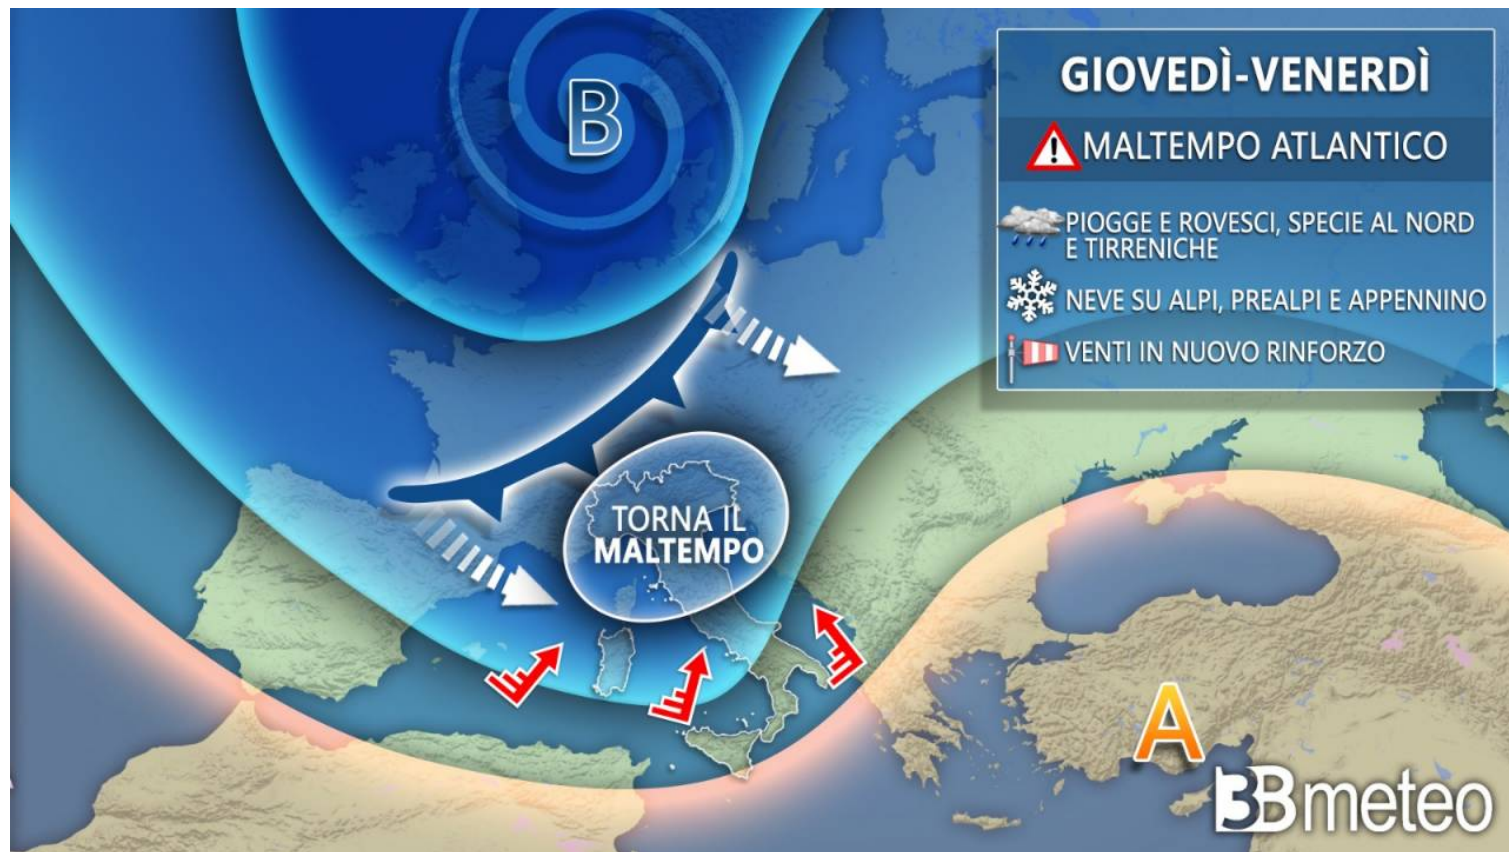 B
GIOVEDÌ-VENERDÌ
MALTEMPO ATLANTICO
PIOGGE E ROVESCI, SPECIE AL NORD
E TIRRENICHE
NEVE SU ALPI, PREALPI E APPENNINO
VENTI IN NUOVO RINFORZO
TORNA IL
MALTEMPO
A
3Bmeteo